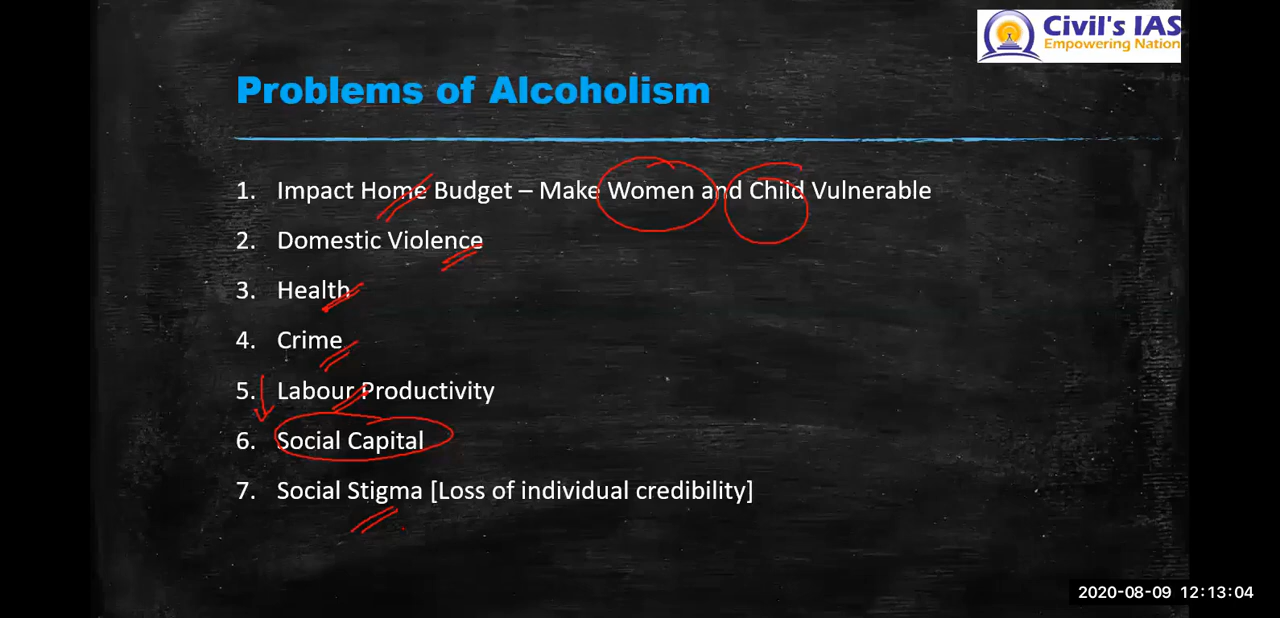 Civil's IAS
Empowering Nation
Problems of Alcoholism
1. Impact Home Budget – Make Women and Child Vulnerable
2. Domestic Violence
3. Health
4. Crime
5. Labour Productivity
6. Social Capital
7. Social Stigma [Loss of individual credibility]
2020-08-09 12:13:04